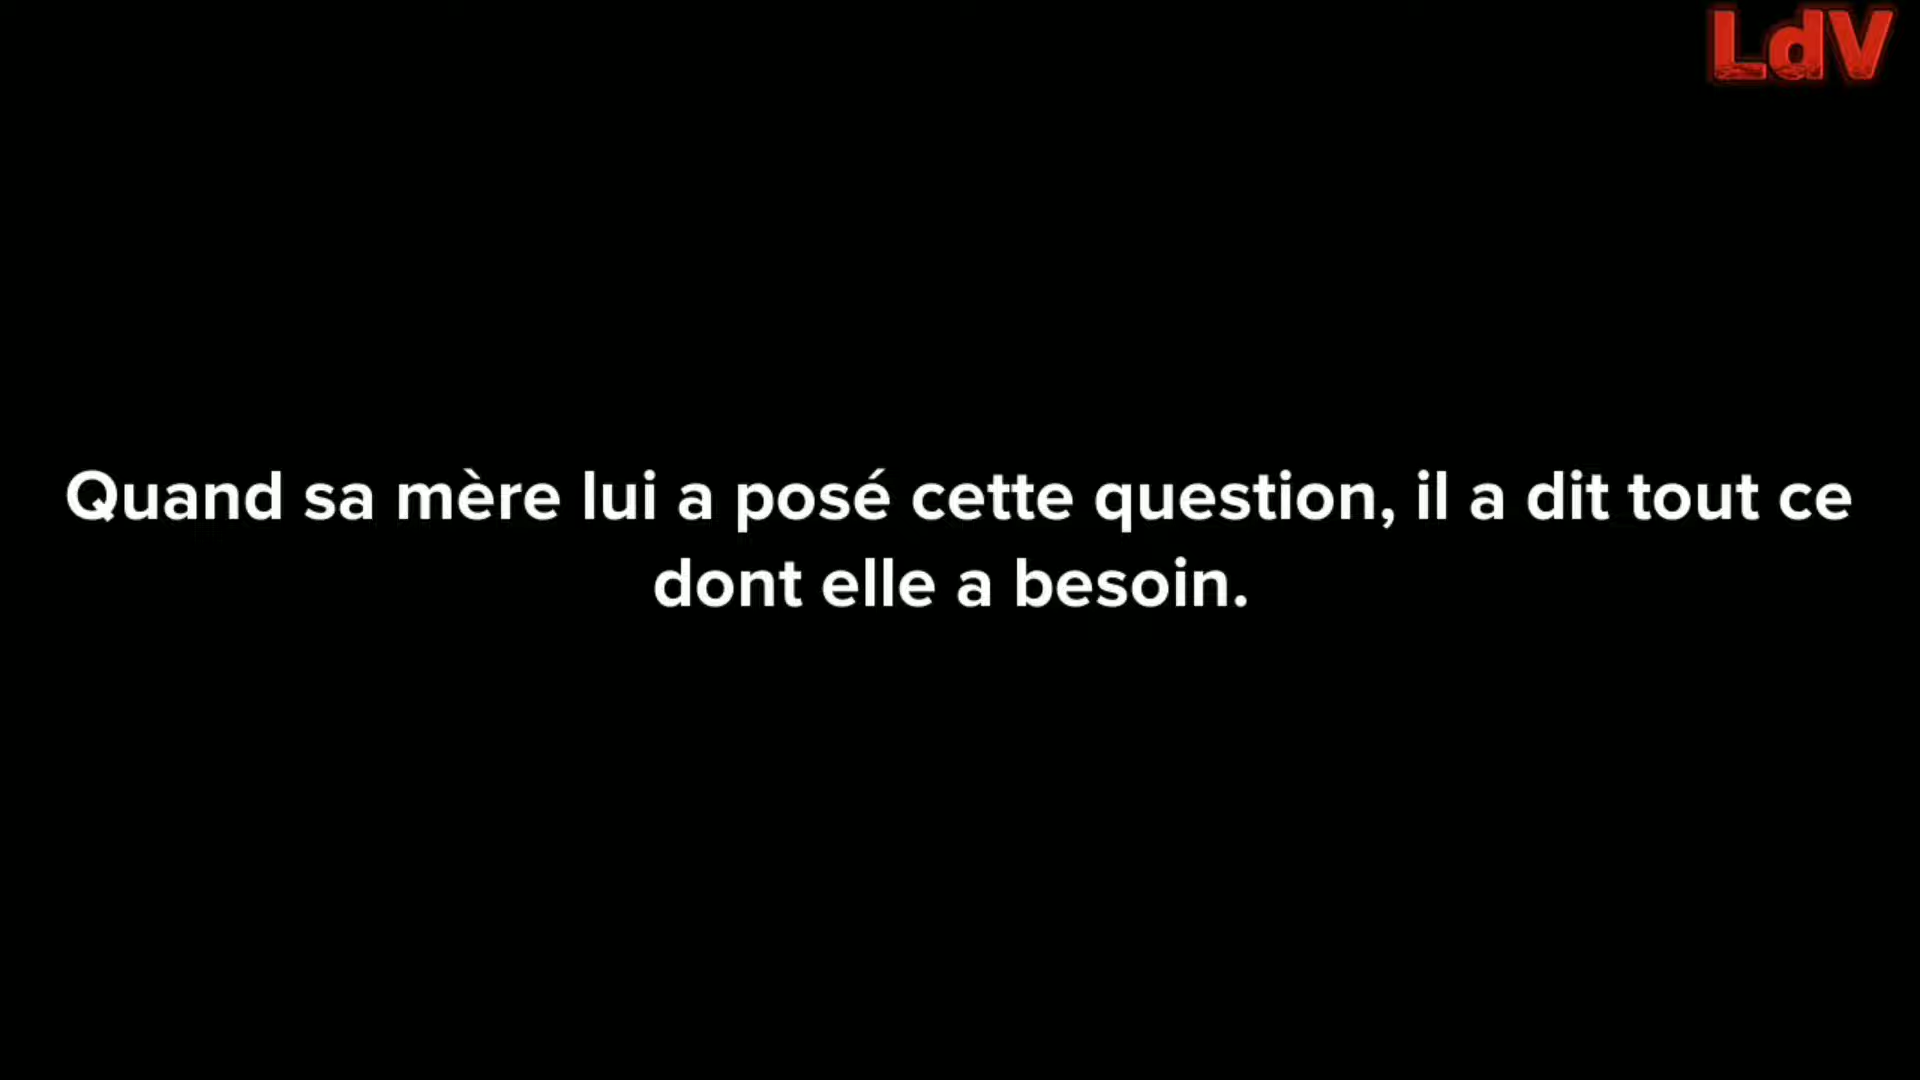 LdV
Quand sa mère lui a posé cette question, il a dit tout ce
dont elle a besoin.